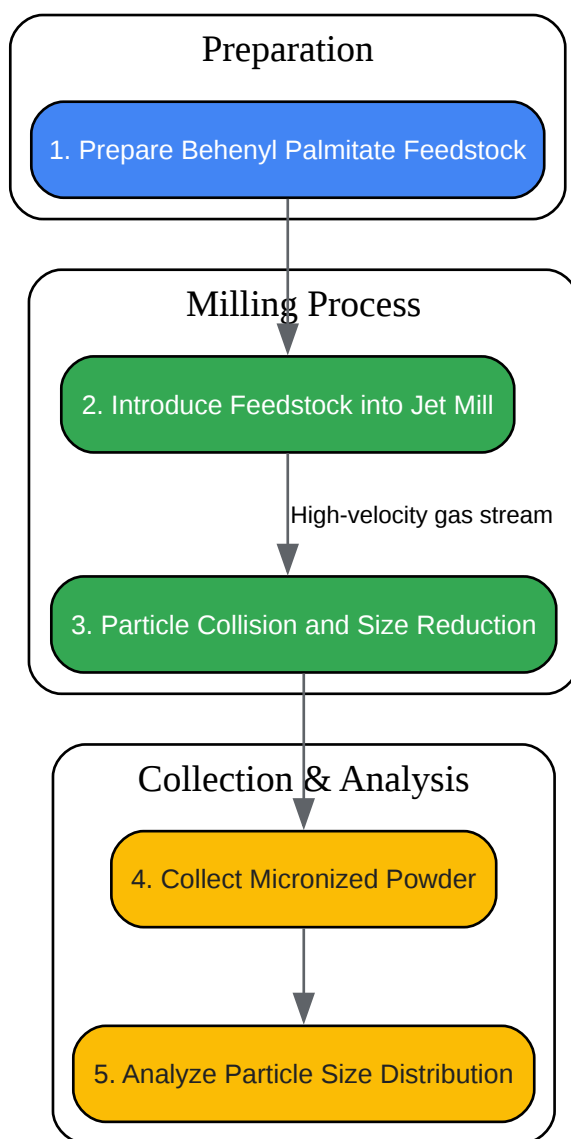 Preparation
1. Prepare Behenyl Palmitate Feedstock
Milling Process
2. Introduce Feedstock into Jet Mill
High-velocity gas stream
3. Particle Collision and Size Reduction
Collection & Analysis
4. Collect Micronized Powder
5. Analyze Particle Size Distribution